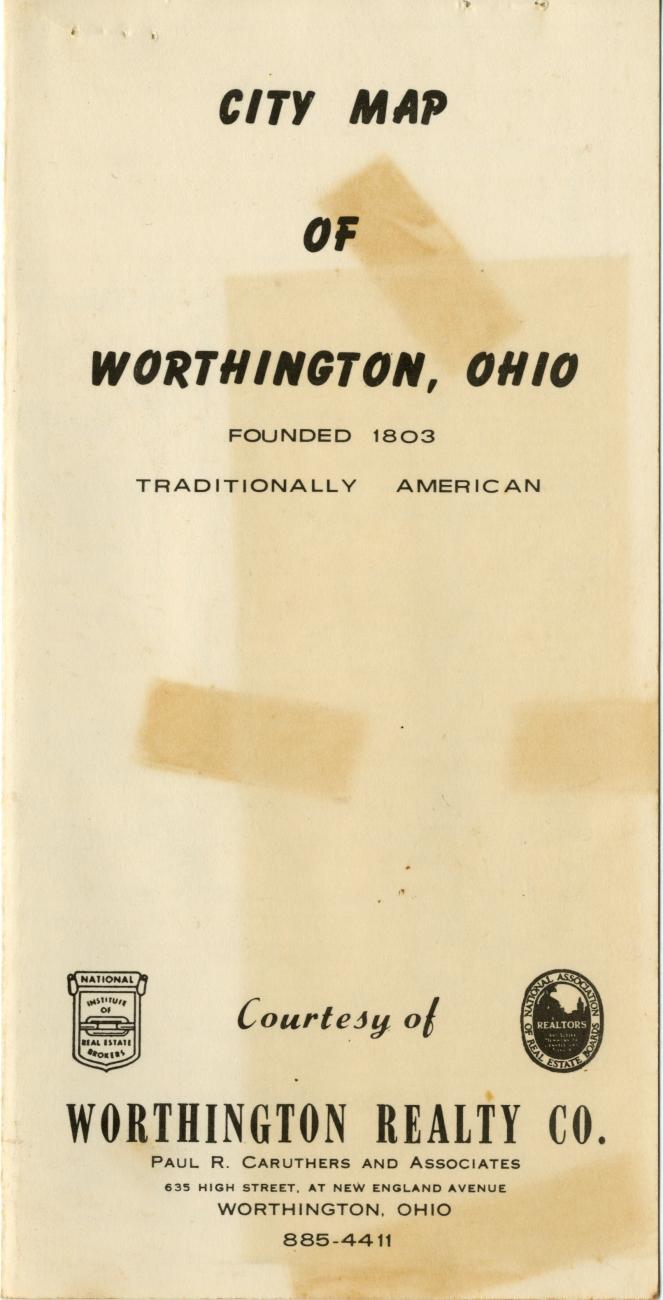 CITY MAP
OF
WORTHINGTON, OHIO
FOUNDED 1803
TRADITIONALLY AMERICAN
NATIONAL
INSTITUTE
OF
REAL ESTATE
BROKERS
Courtesy of
NATIONAL ASSOCIATION
OF REAL ESTATE BOARDS
REALTORS
WORTHINGTON REALTY CO.
PAUL R. CARUTHERS AND ASSOCIATES
635 HIGH STREET, AT NEW ENGLAND AVENUE
WORTHINGTON, OHIO
885-4411